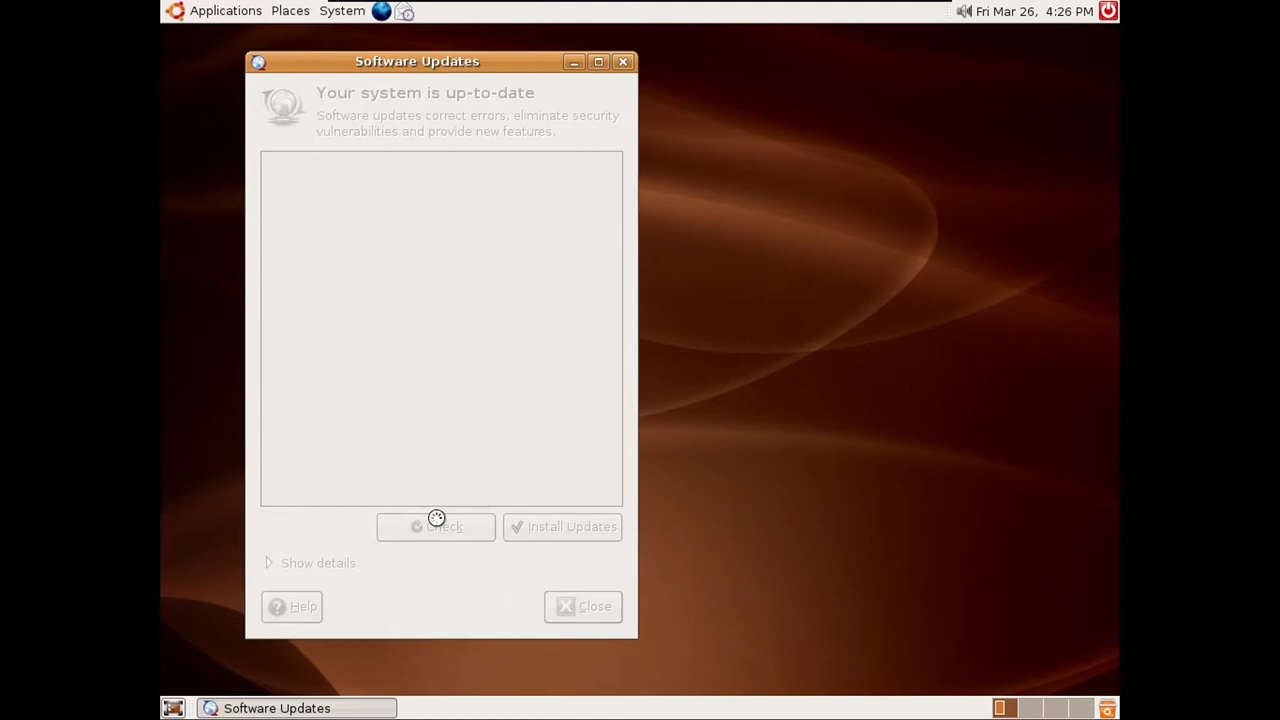 Applications Places System
Fri Mar 26, 4:26 PM
Software Updates
Your system is up-to-date
Software updates correct errors, eliminate security
vulnerabilities and provide new features.
Check
Install Updates
Show details
Help
Close
Software Updates